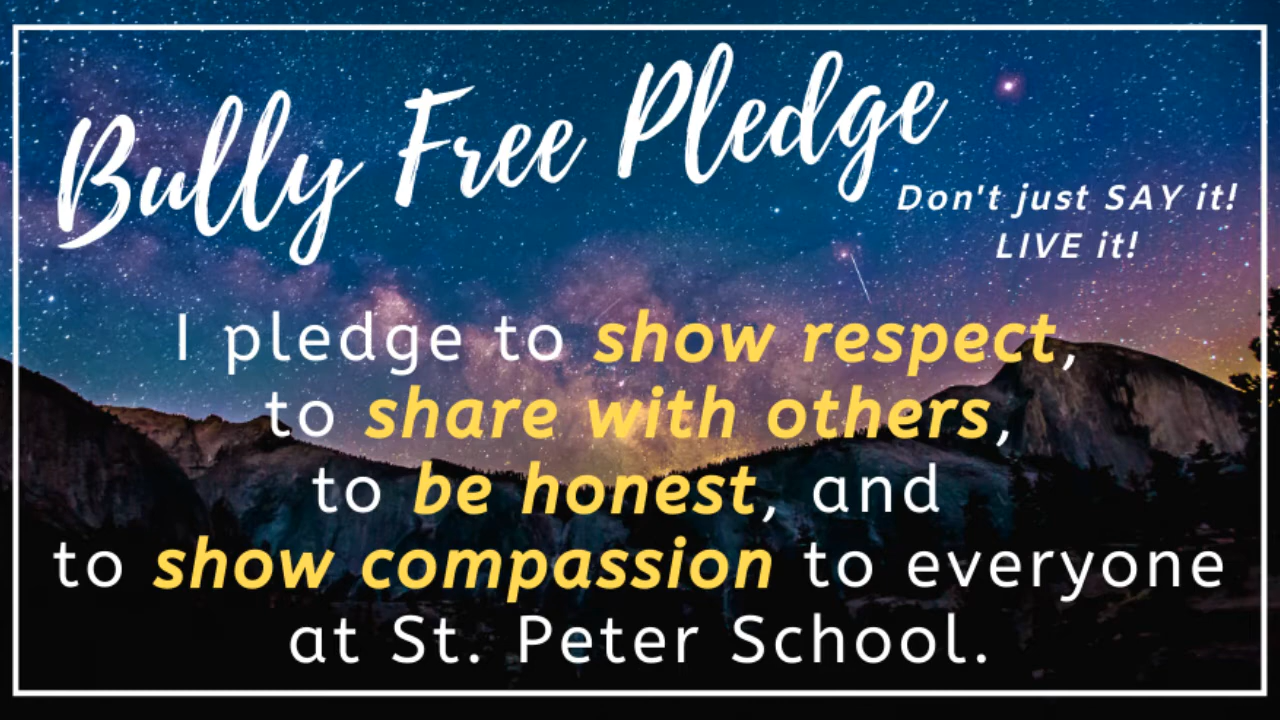 Bully Free Pledge
Don't just SAY it!
LIVE it!
I pledge to show respect,
to share with others,
to be honest, and
to show compassion to everyone
at St. Peter School.